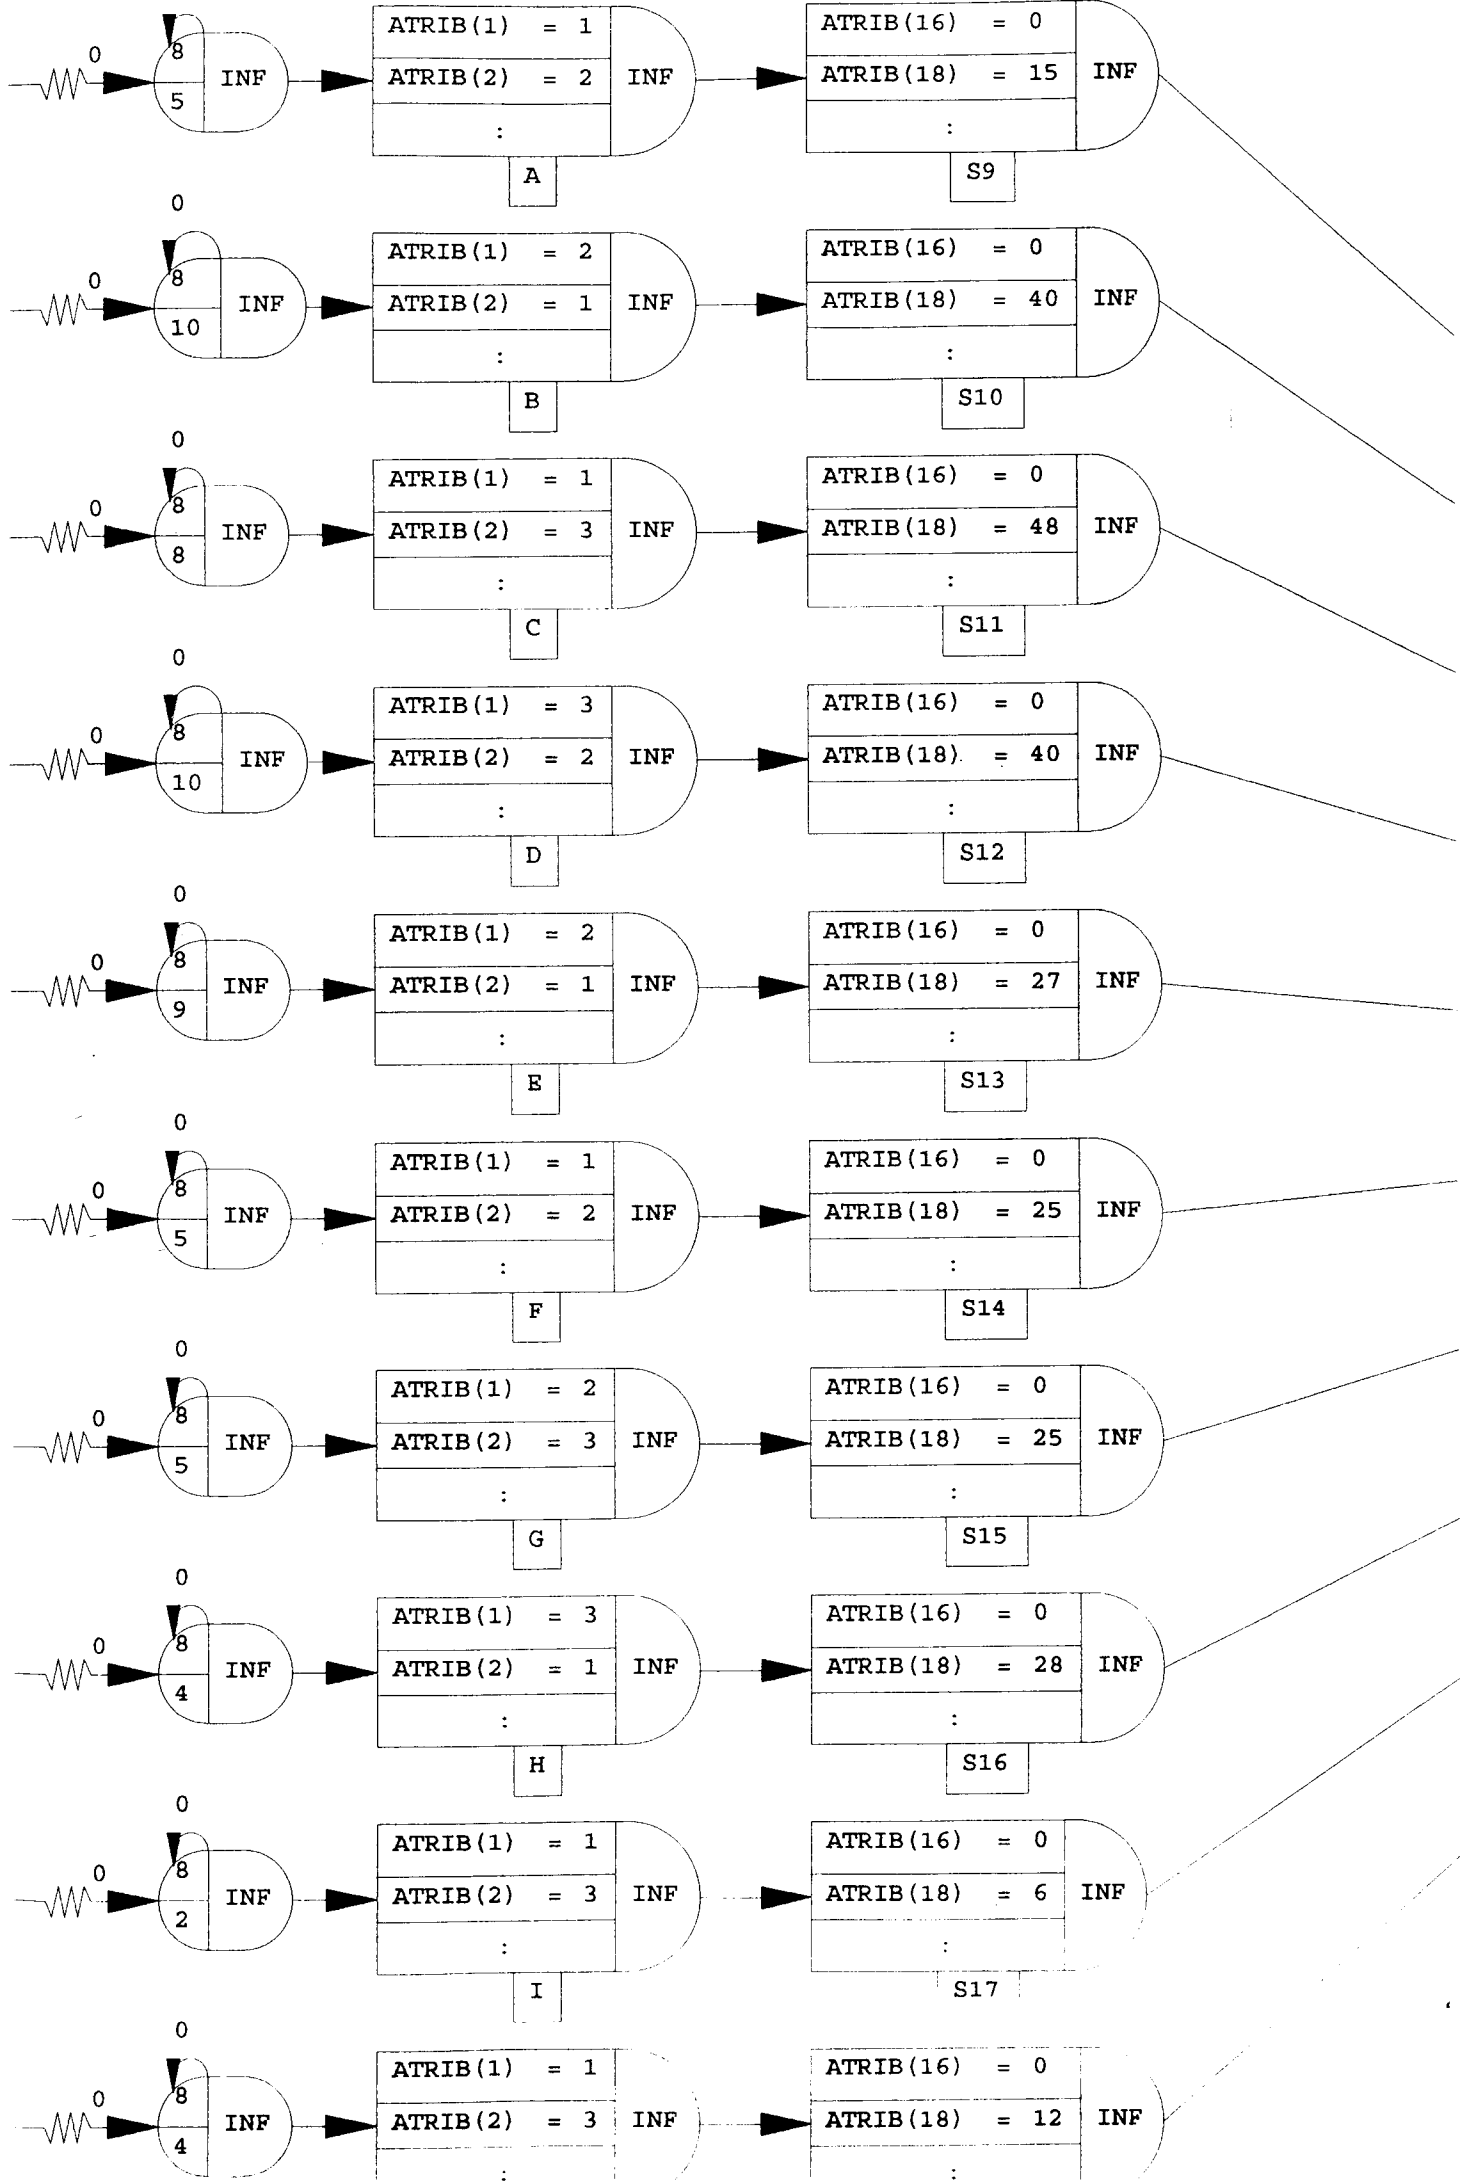 0
8
5
INF
ATRIB(1) = 1
ATRIB(2) = 2
:
INF
A
ATRIB(16) = 0
ATRIB(18) = 15
:
INF
S9
0
0
8
10
INF
ATRIB(1) = 2
ATRIB(2) = 1
:
INF
B
ATRIB(16) = 0
ATRIB(18) = 40
:
INF
S10
0
0
8
8
INF
ATRIB(1) = 1
ATRIB(2) = 3
:
INF
C
ATRIB(16) = 0
ATRIB(18) = 48
:
INF
S11
0
0
8
10
INF
ATRIB(1) = 3
ATRIB(2) = 2
:
INF
D
ATRIB(16) = 0
ATRIB(18) = 40
:
INF
S12
0
0
8
9
INF
ATRIB(1) = 2
ATRIB(2) = 1
:
INF
E
ATRIB(16) = 0
ATRIB(18) = 27
:
INF
S13
0
0
8
5
INF
ATRIB(1) = 1
ATRIB(2) = 2
:
INF
F
ATRIB(16) = 0
ATRIB(18) = 25
:
INF
S14
0
0
8
5
INF
ATRIB(1) = 2
ATRIB(2) = 3
:
INF
G
ATRIB(16) = 0
ATRIB(18) = 25
:
INF
S15
0
0
8
4
INF
ATRIB(1) = 3
ATRIB(2) = 1
:
INF
H
ATRIB(16) = 0
ATRIB(18) = 28
:
INF
S16
0
0
8
2
INF
ATRIB(1) = 1
ATRIB(2) = 3
:
INF
I
ATRIB(16) = 0
ATRIB(18) = 6
:
INF
S17
0
0
8
4
INF
ATRIB(1) = 1
ATRIB(2) = 3
:
INF
ATRIB(16) = 0
ATRIB(18) = 12
:
INF